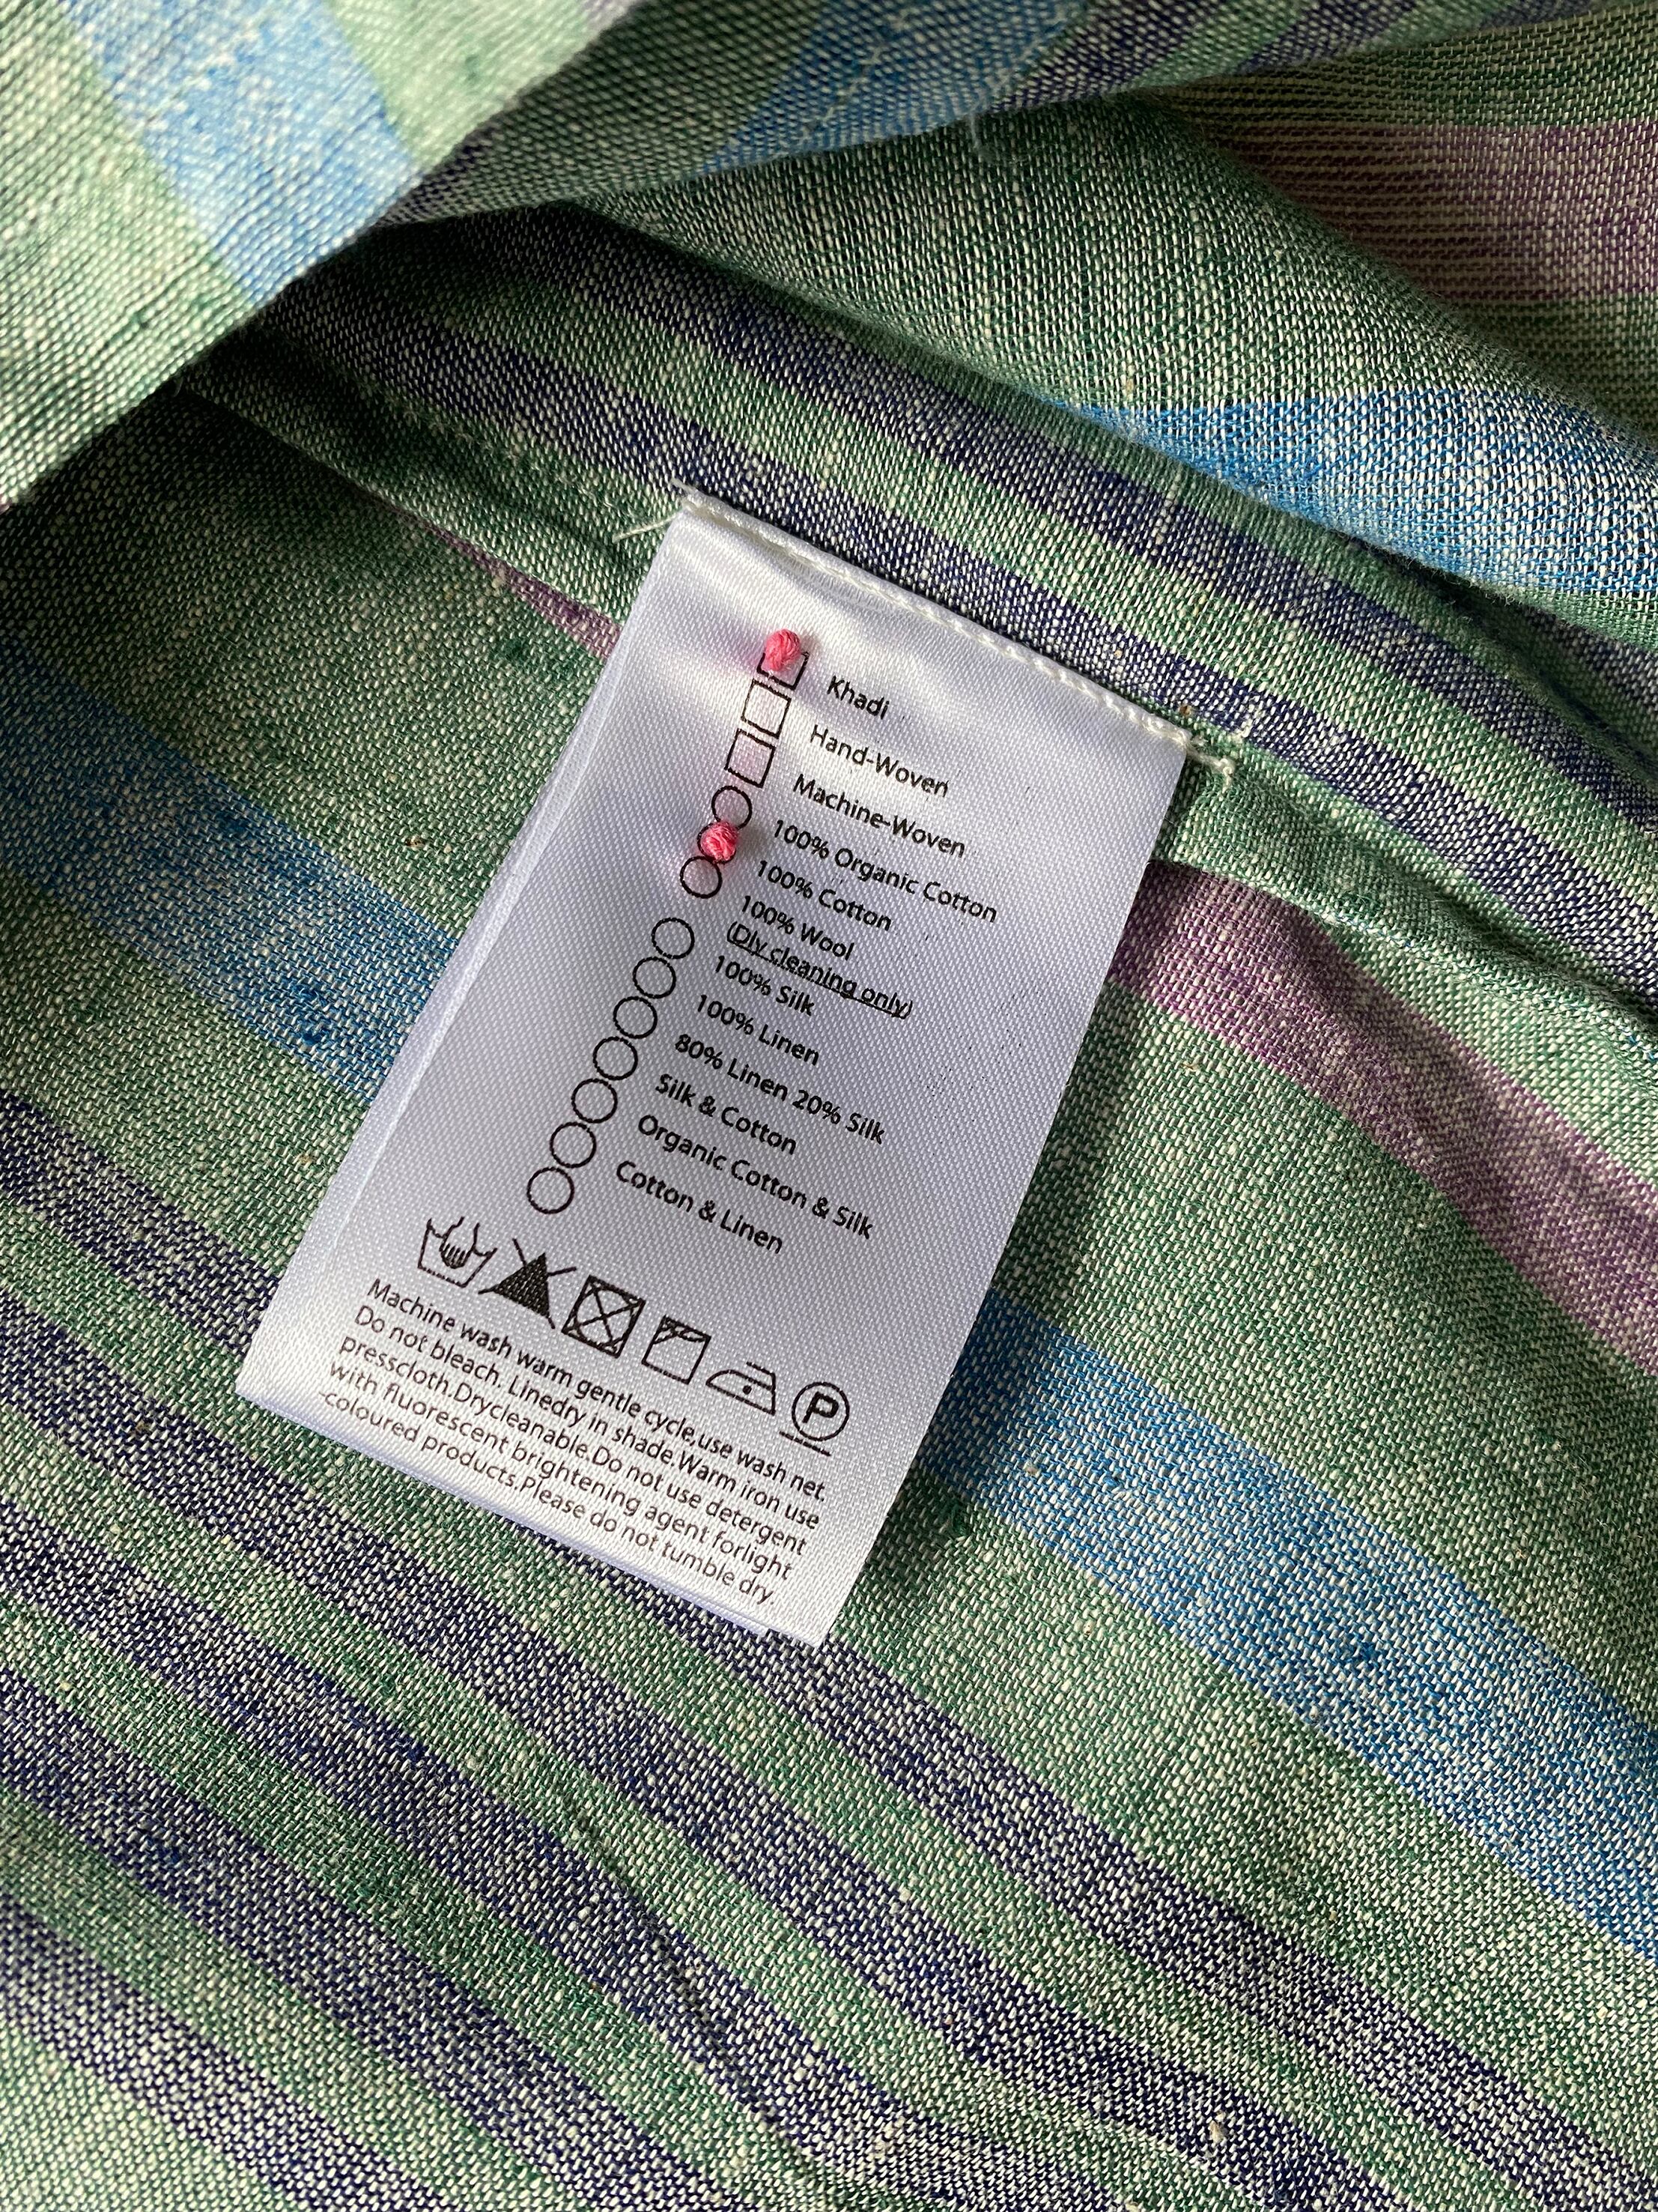 Khadi
Hand-Woven
Machine-Woven
100% Organic Cotton
100% Cotton
100% Wool
(Dly cleaning only)
100% Silk
100% Linen
80% Linen 20% Silk
Silk & Cotton
Organic Cotton & Silk
Cotton & Linen
P
Machine wash warm gentle cycle,use wash net.
Do not bleach. Linedry in shade.Warm iron use
presscloth.Drycleanable.Do not use detergent
with fluorescent brightening agent forlight
-coloured products.Please do not tumble dry.